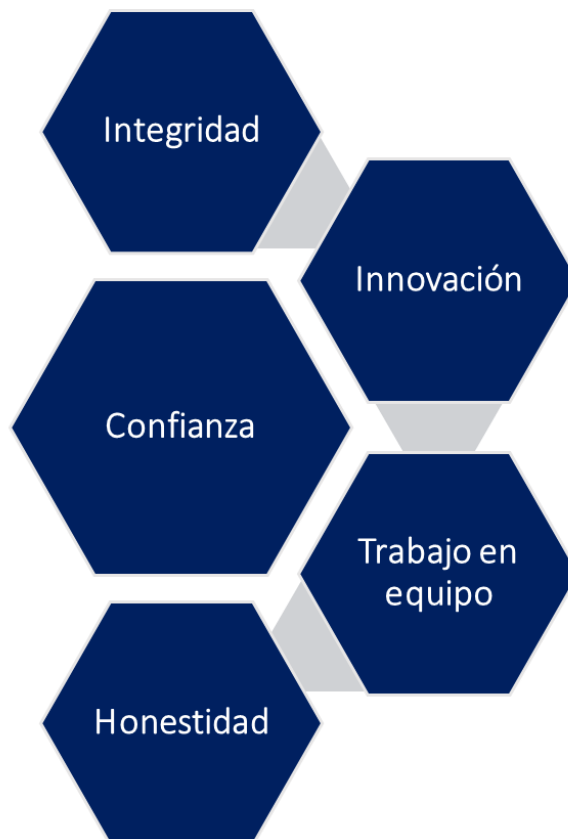 Integridad
Innovación
Confianza
Trabajo en
equipo
Honestidad